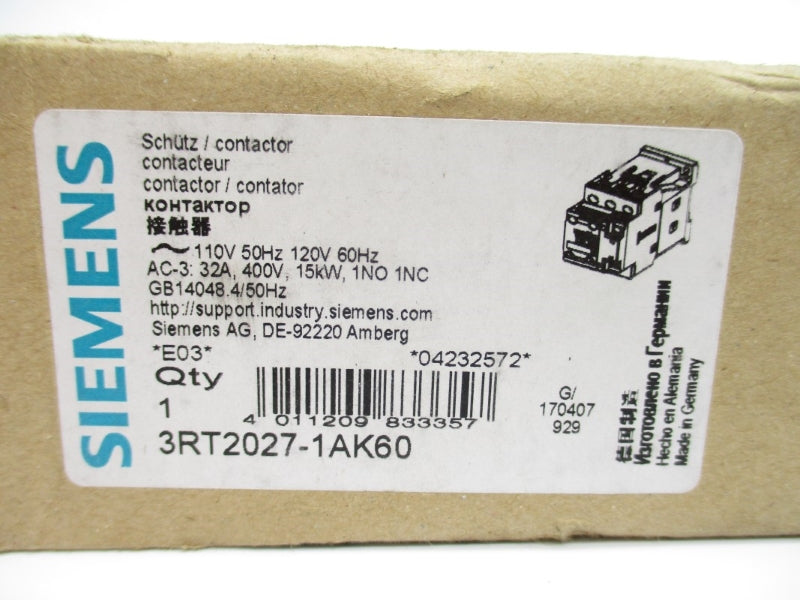 SIEMENS
Schütz / contactor
contacteur
contactor / contator
контактор
接触器
~ 110V 50Hz 120V 60Hz
AC-3: 32A, 400V, 15kW, 1NO 1NC
GB14048.4/50Hz
http://support.industry.siemens.com
Siemens AG, DE-92220 Amberg
*E03* *04232572*
Qty
1
4 011209 833357
3RT2027-1AK60
G/
170407
929
德国制造
Изготовлено в Германии
Hecho en Alemania
Made in Germany